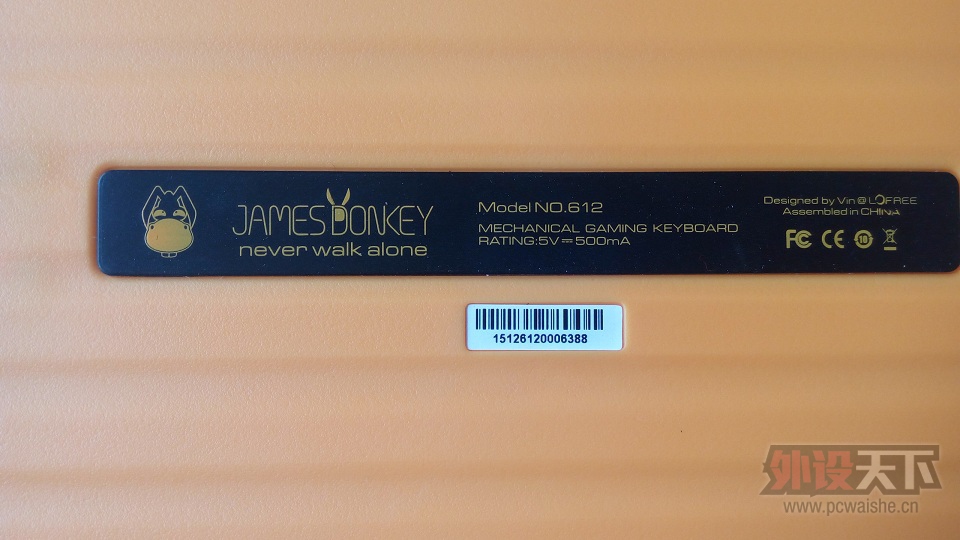 JAMES DONKEY
never walk alone
Model NO.612
MECHANICAL GAMING KEYBOARD
RATING:5V⎓500mA
Designed by Vin@LOFREE
Assembled in CHINA
FC CE 10
15126120006388
外设天下
www.pcwaishe.cn